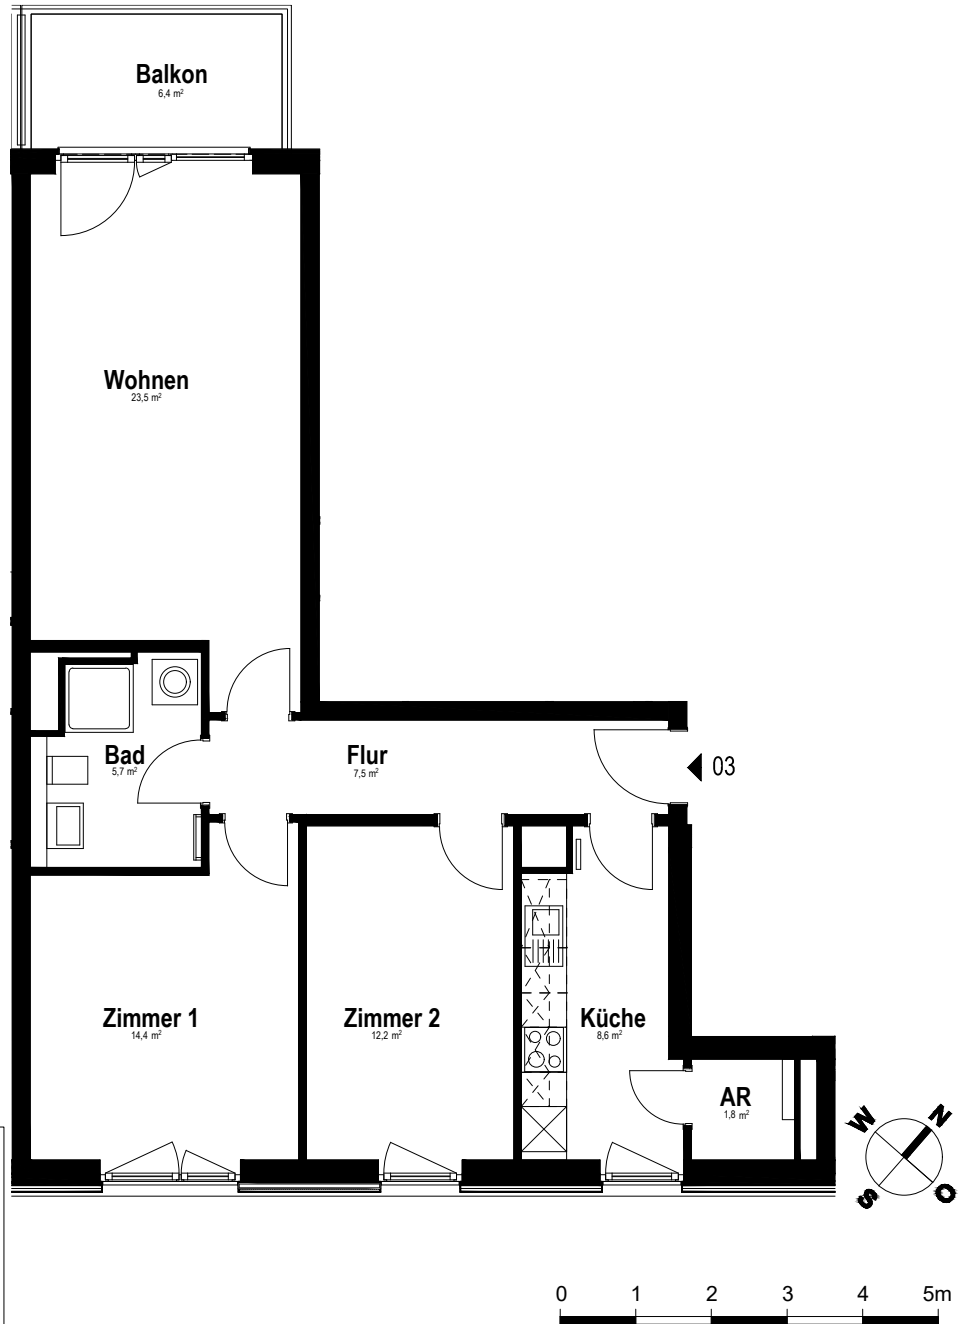 Balkon
6,4 m²
Wohnen
23,5 m²
Bad
5,7 m²
Flur
7,5 m²
03
Zimmer 1
14,4 m²
Zimmer 2
12,2 m²
Küche
8,6 m²
AR
1,8 m²
W N
S O
0 1 2 3 4 5m